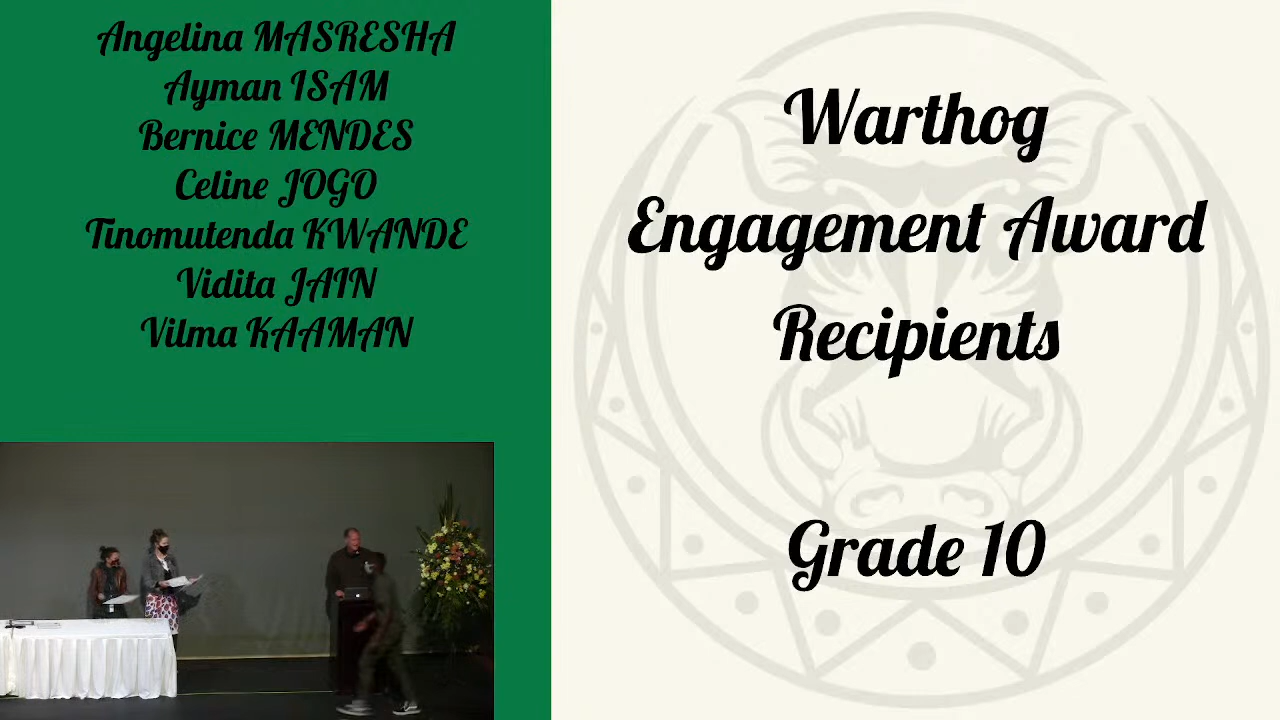 Angelina MASRESHA
Ayman ISAM
Bernice MENDES
Celine JOGO
Tinomutenda KWANDE
Vidita JAIN
Vilma KAAMAN
Warthog
Engagement Award
Recipients
Grade 10